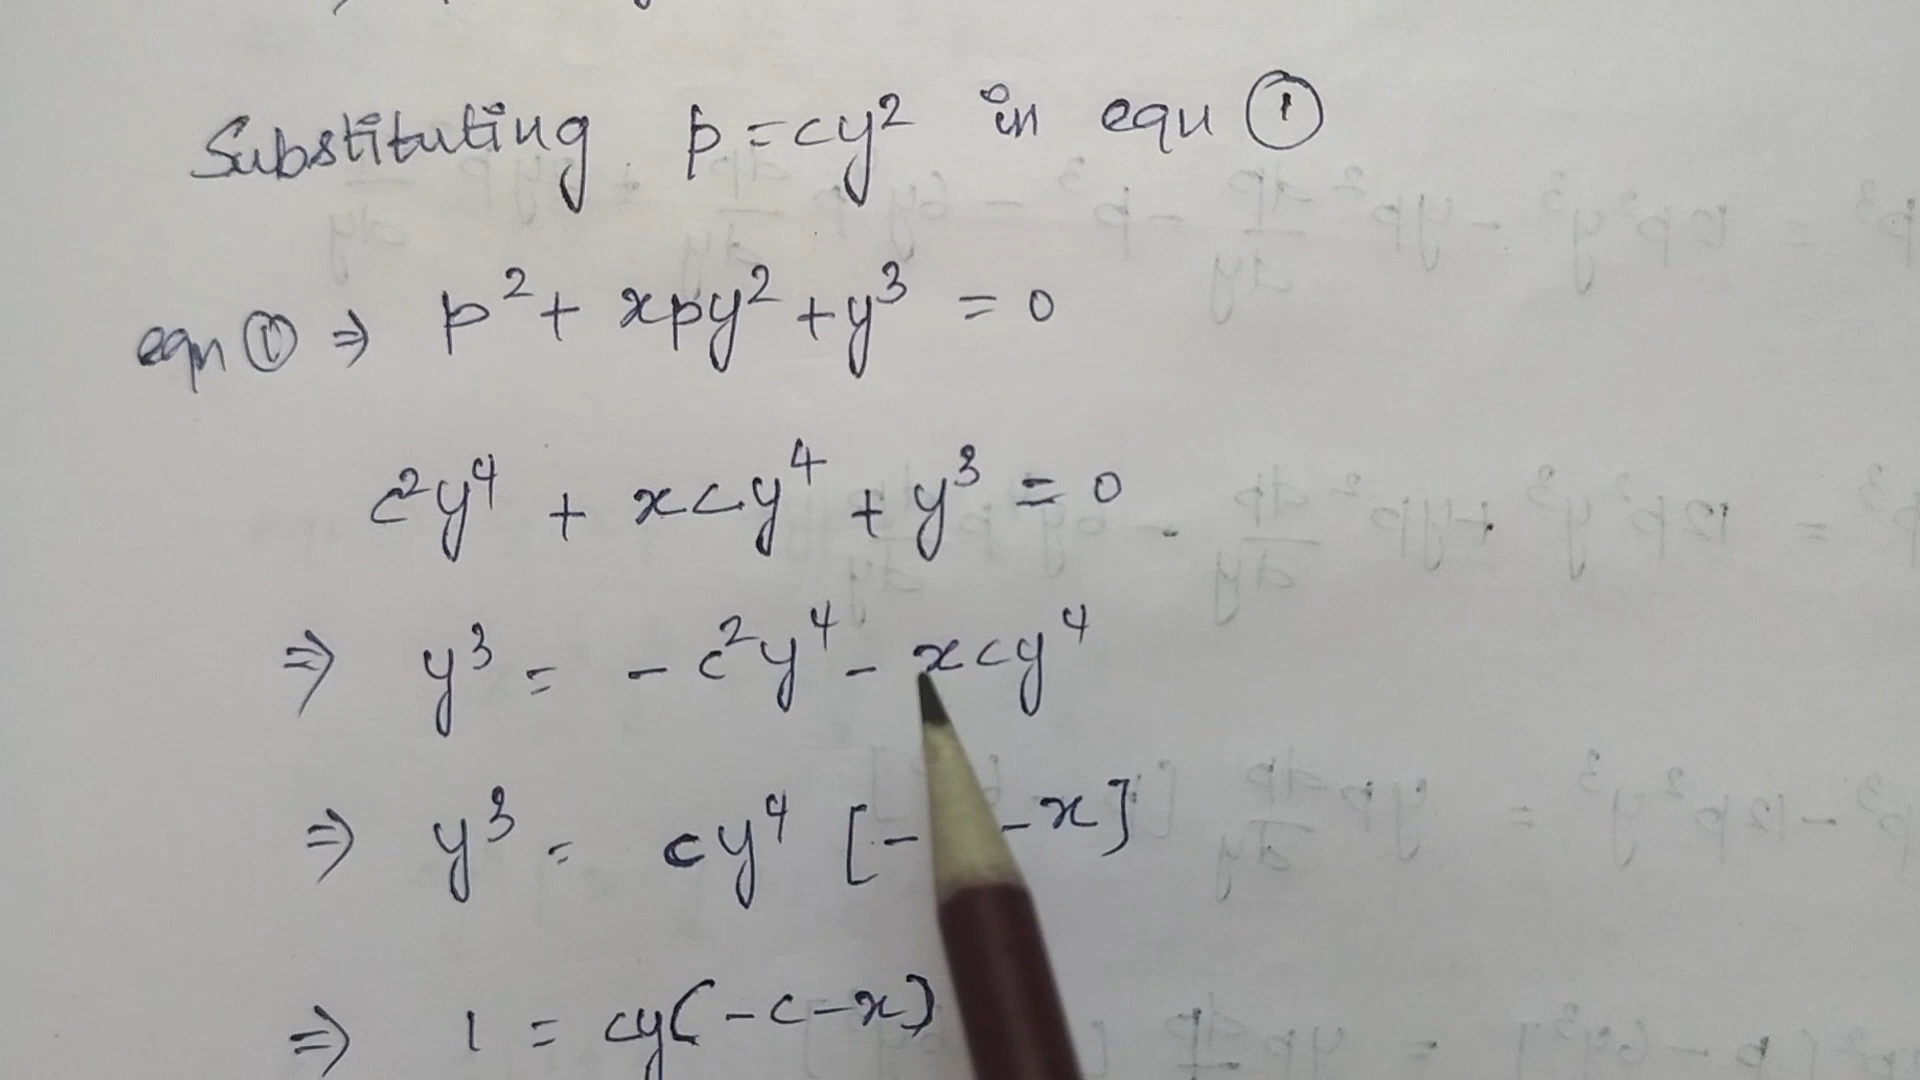 Substituting p = cy² in equ ①
eqn ① ⇒ p² + xpy² + y³ = 0
c²y⁴ + xcy⁴ + y³ = 0
⇒ y³ = - c²y⁴ - xcy⁴
⇒ y³ = cy⁴ [- - x]
⇒ 1 = cy(-c-x)